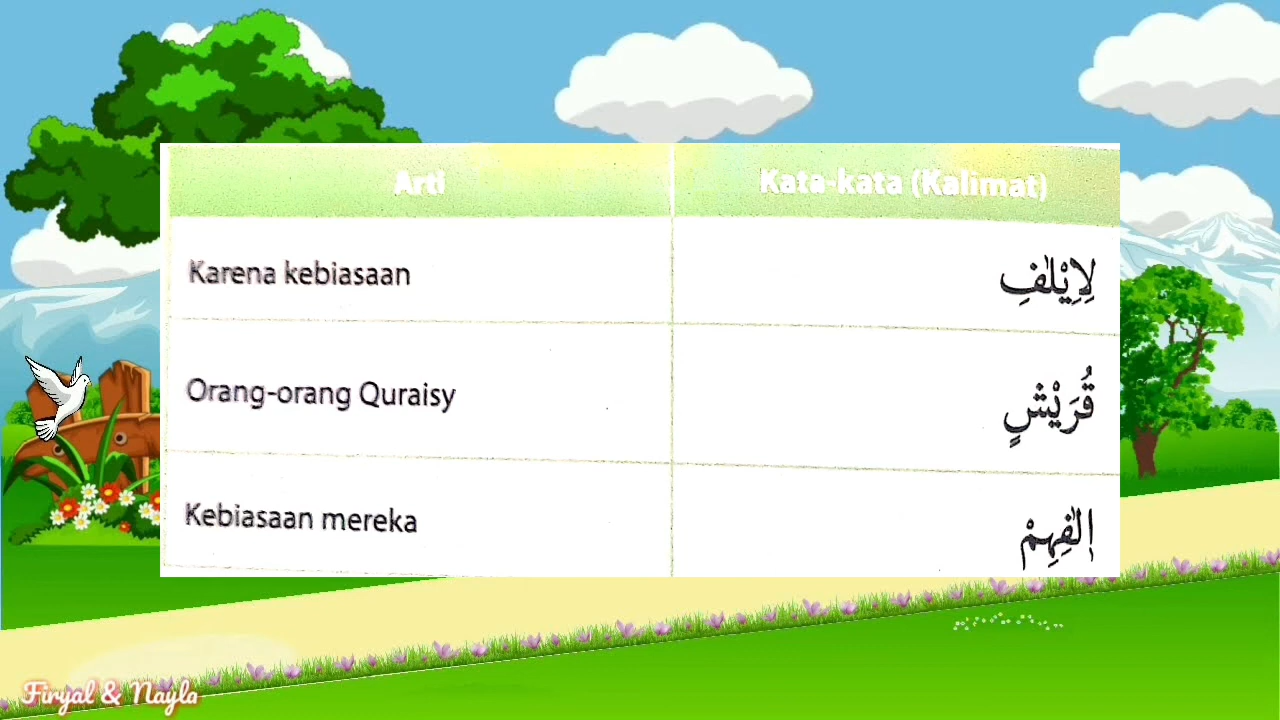 Arti Kata-kata (Kalimat)
Karena kebiasaan لِاِيْلٰفِ
Orang-orang Quraisy قُرَيْشٍ
Kebiasaan mereka اٖلٰفِهِمْ
Firyal & Nayla